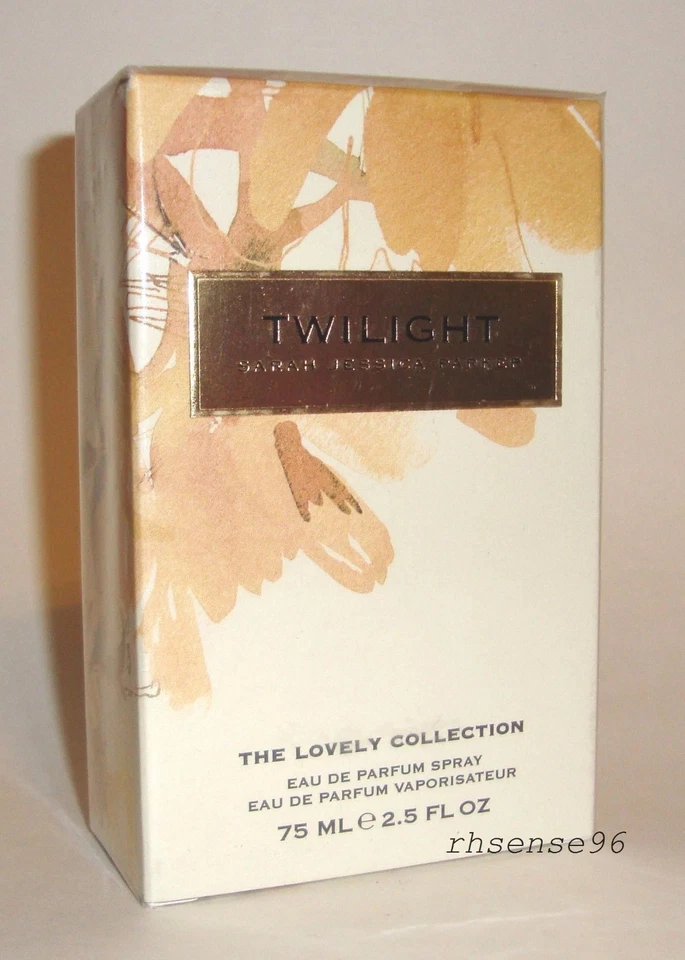 TWILIGHT
SARAH JESSICA PARKER
THE LOVELY COLLECTION
EAU DE PARFUM SPRAY
EAU DE PARFUM VAPORISATEUR
75 ML ℮ 2.5 FL OZ
rhsense96